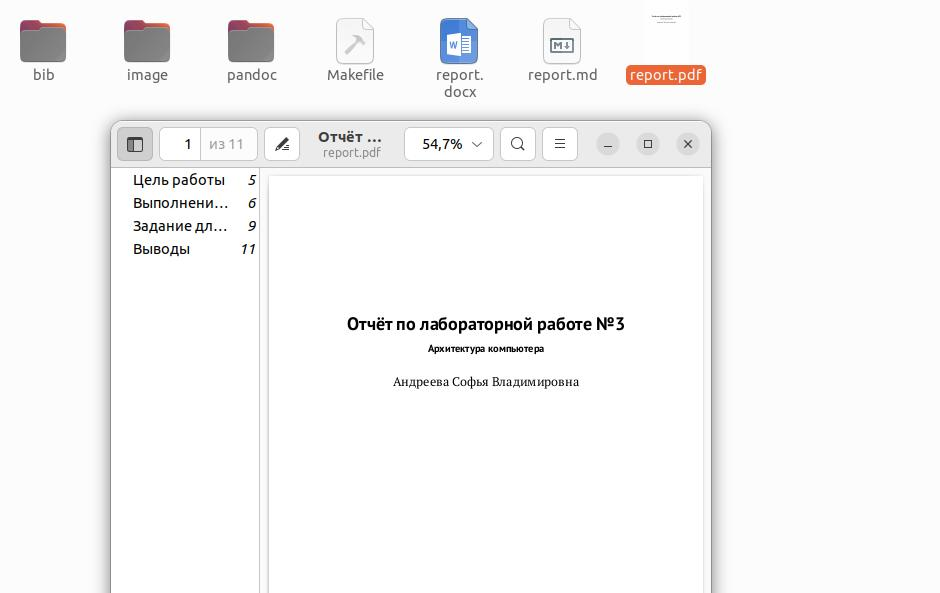 bib
image
pandoc
Makefile
report.
docx
report.md
report.pdf
1 из 11
Отчёт ...
report.pdf
54,7%
Цель работы 5
Выполнени... 6
Задание дл... 9
Выводы 11
Отчёт по лабораторной работе №3
Архитектура компьютера
Андреева Софья Владимировна